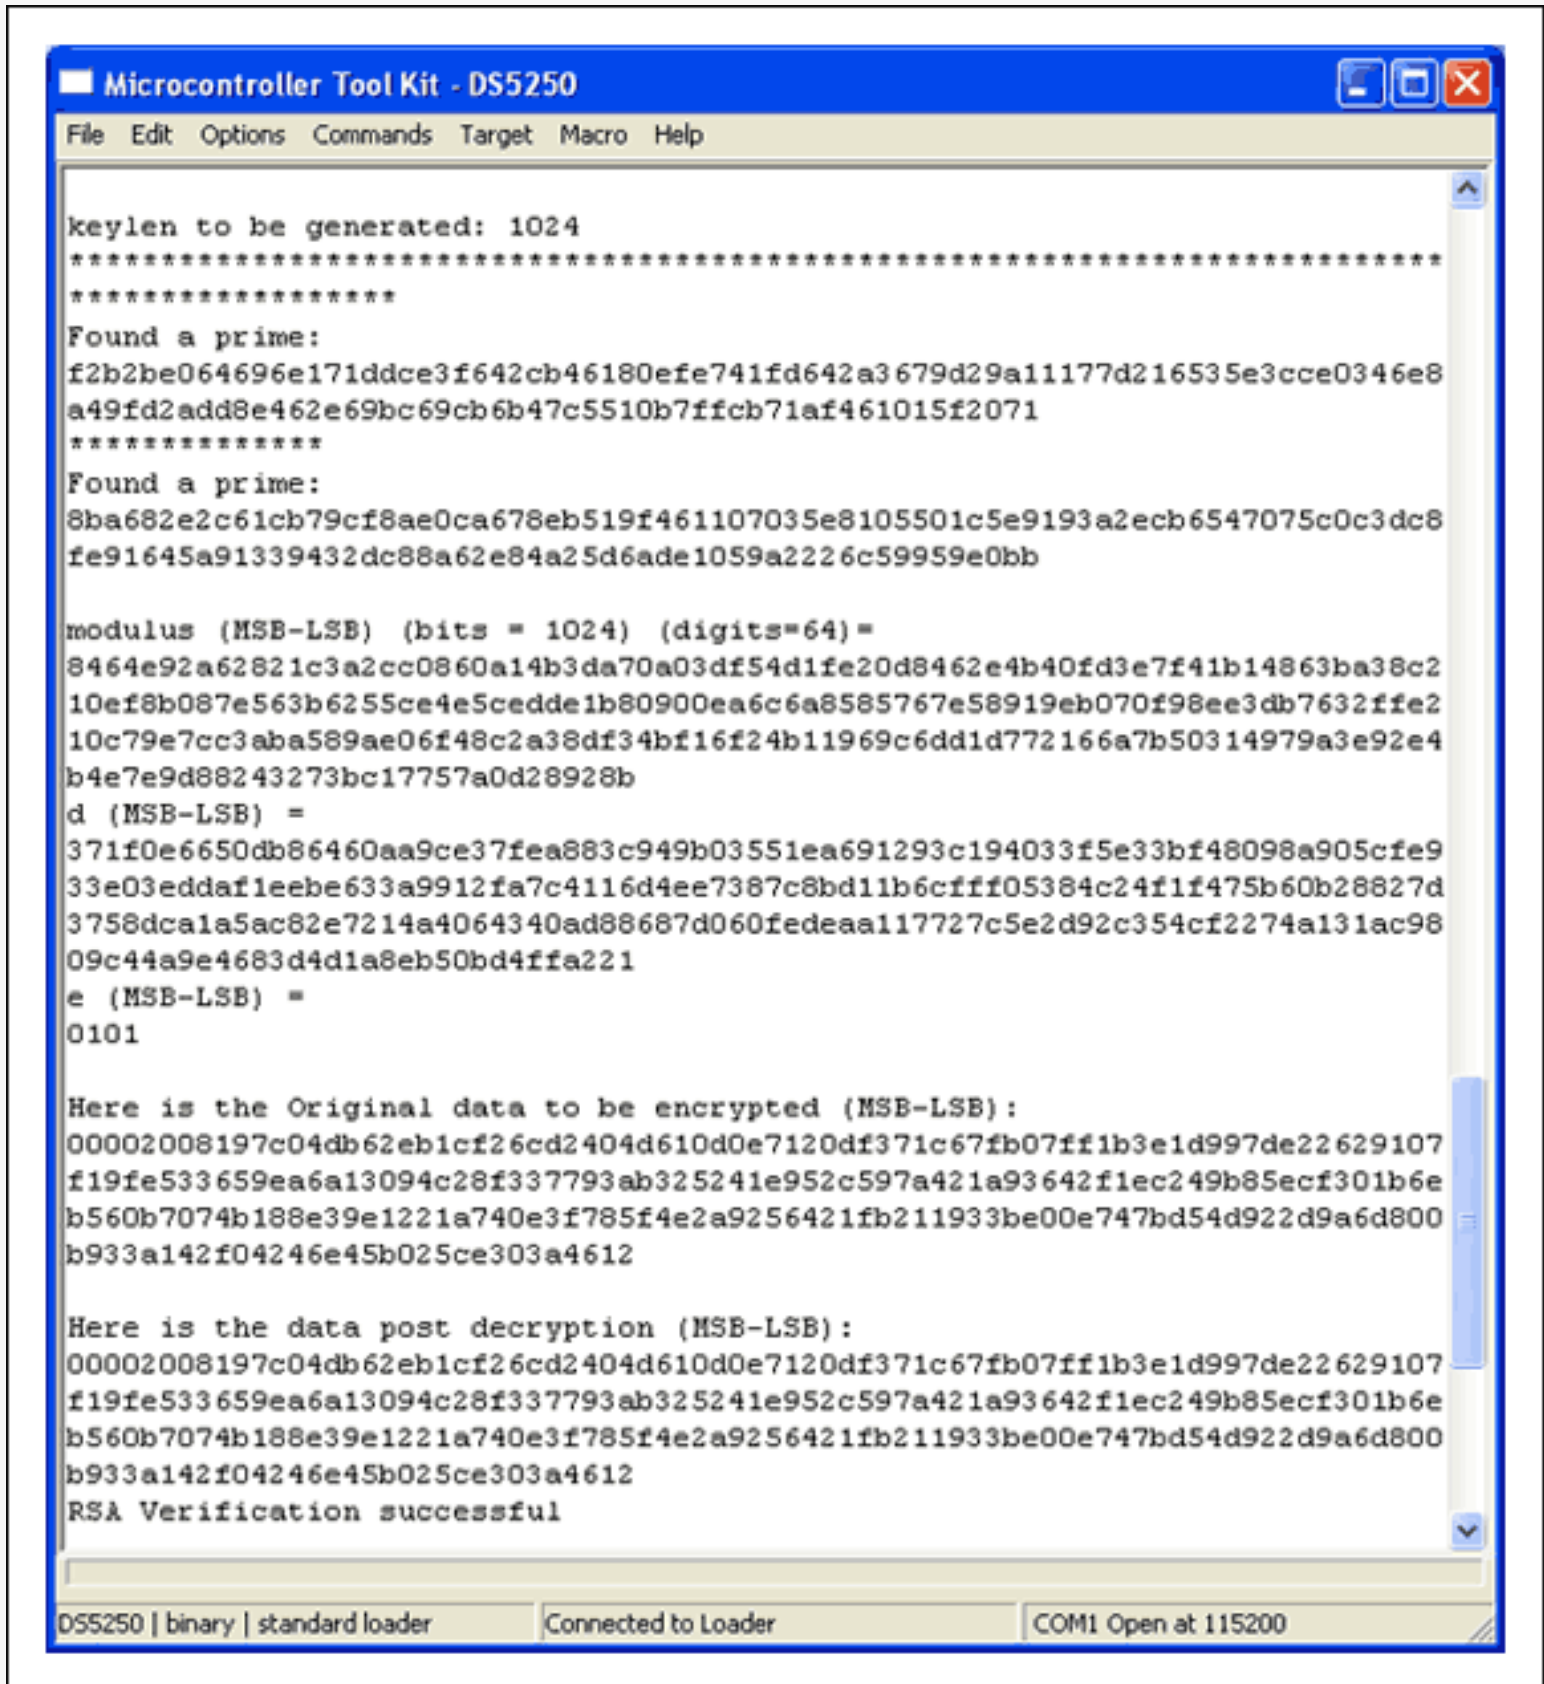 Microcontroller Tool Kit - DS5250
File Edit Options Commands Target Macro Help
keylen to be generated: 1024
***************************************************************************
******************
Found a prime:
f2b2be064696e171ddce3f642cb46180efe741fd642a3679d29a11177d216535e3cce0346e8
a49fd2add8e462e69bc69cb6b47c5510b7ffcb71af461015f2071
**************
Found a prime:
8ba682e2c61cb79cf8ae0ca678eb519f461107035e8105501c5e9193a2ecb6547075c0c3dc8
fe91645a91339432dc88a62e84a25d6ade1059a2226c59959e0bb
modulus (MSB-LSB) (bits = 1024) (digits=64)=
8464e92a62821c3a2cc0860a14b3da70a03df54d1fe20d8462e4b40fd3e7f41b14863ba38c2
10ef8b087e563b6255ce4e5cedde1b80900ea6c6a8585767e58919eb070f98ee3db7632ffe2
10c79e7cc3aba589ae06f48c2a38df34bf16f24b11969c6dd1d772166a7b50314979a3e92e4
b4e7e9d88243273bc17757a0d28928b
d (MSB-LSB) =
371f0e6650db86460aa9ce37fea883c949b03551ea691293c194033f5e33bf48098a905cfe9
33e03eddaf1eebe633a9912fa7c4116d4ee7387c8bd11b6cfff05384c24f1f475b60b28827d
3758dca1a5ac82e7214a4064340ad88687d060fedeaa117727c5e2d92c354cf2274a131ac98
09c44a9e4683d4d1a8eb50bd4ffa221
e (MSB-LSB) =
0101
Here is the Original data to be encrypted (MSB-LSB):
00002008197c04db62eb1cf26cd2404d610d0e7120df371c67fb07ff1b3e1d997de22629107
f19fe533659ea6a13094c28f337793ab325241e952c597a421a93642f1ec249b85ecf301b6e
b560b7074b188e39e1221a740e3f785f4e2a9256421fb211933be00e747bd54d922d9a6d800
b933a142f04246e45b025ce303a4612
Here is the data post decryption (MSB-LSB):
00002008197c04db62eb1cf26cd2404d610d0e7120df371c67fb07ff1b3e1d997de22629107
f19fe533659ea6a13094c28f337793ab325241e952c597a421a93642f1ec249b85ecf301b6e
b560b7074b188e39e1221a740e3f785f4e2a9256421fb211933be00e747bd54d922d9a6d800
b933a142f04246e45b025ce303a4612
RSA Verification successful
DS5250 | binary | standard loader Connected to Loader COM1 Open at 115200